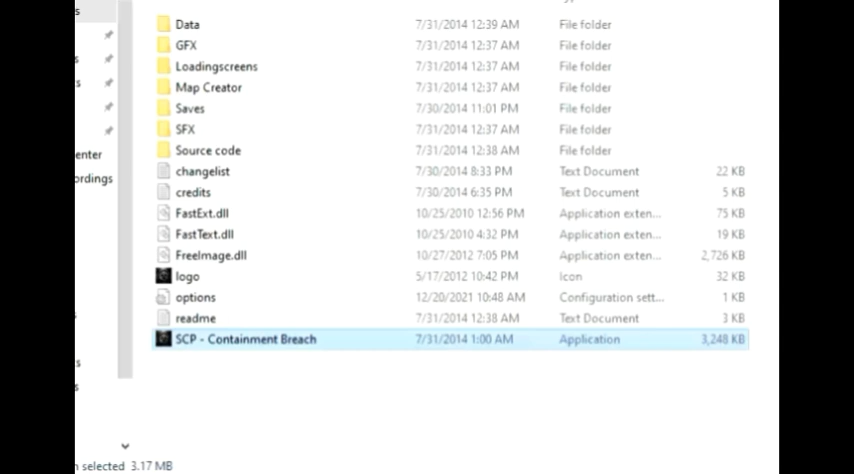 s
Data 7/31/2014 12:39 AM File folder
GFX 7/31/2014 12:37 AM File folder
Loadingscreens 7/31/2014 12:37 AM File folder
s
Map Creator 7/31/2014 12:37 AM File folder
s
Saves 7/30/2014 11:01 PM File folder
SFX 7/31/2014 12:37 AM File folder
enter Source code 7/31/2014 12:38 AM File folder
ordings changelist 7/30/2014 8:33 PM Text Document 22 KB
credits 7/30/2014 6:35 PM Text Document 5 KB
FastExt.dll 10/25/2010 12:56 PM Application exten... 75 KB
FastText.dll 10/25/2010 4:32 PM Application exten... 19 KB
FreeImage.dll 10/27/2012 7:05 PM Application exten... 2,726 KB
logo 5/17/2012 10:42 PM Icon 32 KB
options 12/20/2021 10:48 AM Configuration sett... 1 KB
s readme 7/31/2014 12:38 AM Text Document 3 KB
SCP - Containment Breach 7/31/2014 1:00 AM Application 3,248 KB
s
s
selected 3.17 MB